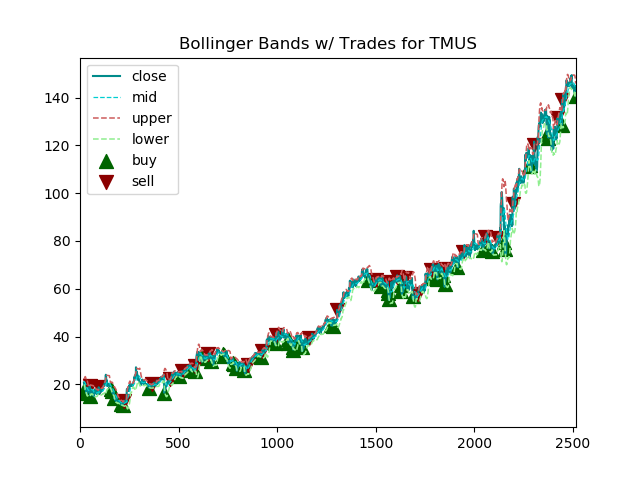 Bollinger Bands w/ Trades for TMUS
close
mid
upper
lower
buy
sell
140
120
100
80
60
40
20
0 500 1000 1500 2000 2500